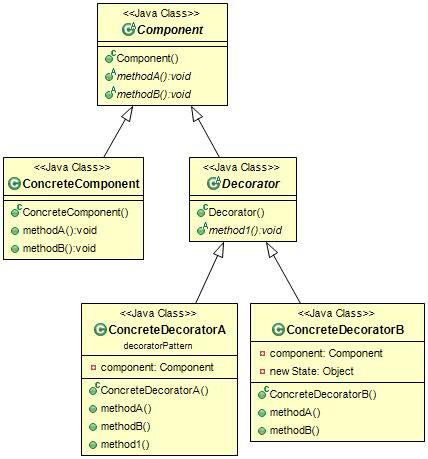 <<Java Class>>
Component
Component()
methodA():void
methodB():void
<<Java Class>>
ConcreteComponent
ConcreteComponent()
methodA():void
methodB():void
<<Java Class>>
Decorator
Decorator()
method1():void
<<Java Class>>
ConcreteDecoratorA
decoratorPattern
component: Component
ConcreteDecoratorA()
methodA()
methodB()
method1()
<<Java Class>>
ConcreteDecoratorB
component: Component
new State: Object
ConcreteDecoratorB()
methodA()
methodB()